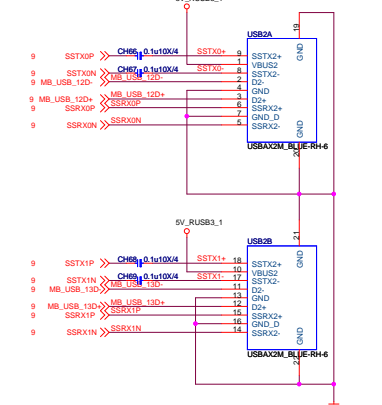 USB2A
19
GND
9 SSTX0P CH66 0.1u10X/4 SSTX0+ 9 SSTX2+
1 VBUS2
9 SSTX0N CH67 0.1u10X/4 SSTX0- 8 SSTX2-
9 MB_USB_12D- MB_USB_12D- 2 D2-
4 GND
9 MB_USB_12D+ MB_USB_12D+ 3 D2+
9 SSRX0P SSRX0P 6 SSRX2+
7 GND_D
9 SSRX0N SSRX0N 5 SSRX2-
GND
20
USBAX2M_BLUE-RH-6
5V_RUSB3_1
21
USB2B
GND
9 SSTX1P CH68 0.1u10X/4 SSTX1+ 18 SSTX2+
10 VBUS2
9 SSTX1N CH69 0.1u10X/4 SSTX1- 17 SSTX2-
9 MB_USB_13D- MB_USB_13D- 11 D2-
13 GND
9 MB_USB_13D+ MB_USB_13D+ 12 D2+
9 SSRX1P SSRX1P 15 SSRX2+
16 GND_D
9 SSRX1N SSRX1N 14 SSRX2-
GND
22
USBAX2M_BLUE-RH-6